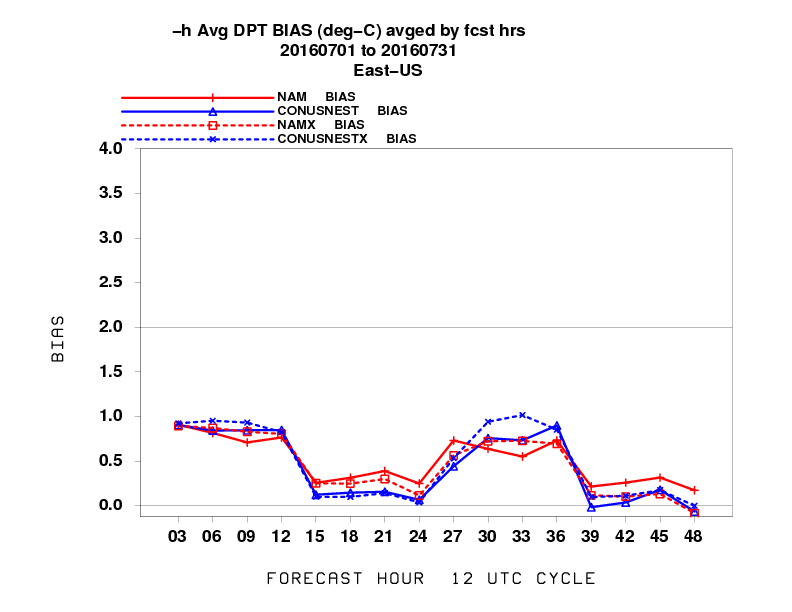 −h Avg DPT BIAS (deg−C) avged by fcst hrs
20160701 to 20160731
East−US
NAM BIAS
CONUSNEST BIAS
NAMX BIAS
CONUSNESTX BIAS
4.0
3.5
3.0
2.5
2.0
1.5
1.0
0.5
0.0
BIAS
03 06 09 12 15 18 21 24 27 30 33 36 39 42 45 48
FORECAST HOUR 12 UTC CYCLE